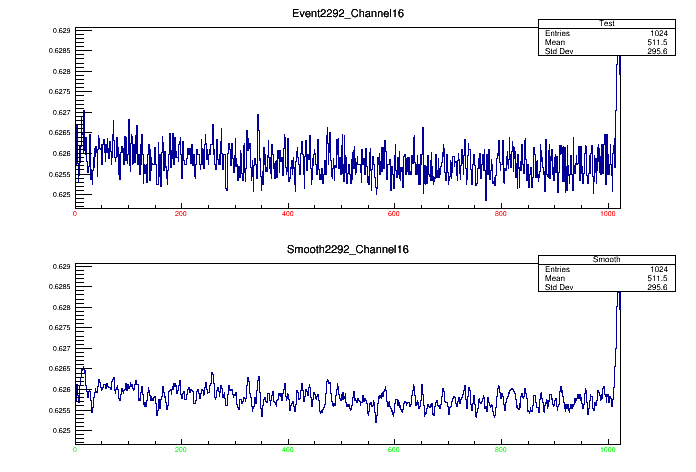 Event2292_Channel16
Test
Entries 1024
Mean 511.5
Std Dev 295.6
0.629
0.6285
0.628
0.6275
0.627
0.6265
0.626
0.6255
0.625
0 200 400 600 800 1000
Smooth2292_Channel16
Smooth
Entries 1024
Mean 511.5
Std Dev 295.6
0.629
0.6285
0.628
0.6275
0.627
0.6265
0.626
0.6255
0.625
0 200 400 600 800 1000